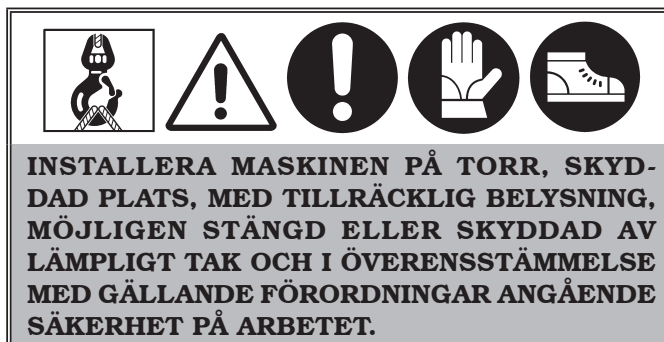 INSTALLERA MASKINEN PÅ TORR, SKYD-
DAD PLATS, MED TILLRÄCKLIG BELYSNING,
MÖJLIGEN STÄNGD ELLER SKYDDAD AV
LÄMPLIGT TAK OCH I ÖVERENSSTÄMMELSE
MED GÄLLANDE FÖRORDNINGAR ANGÅENDE
SÄKERHET PÅ ARBETET.